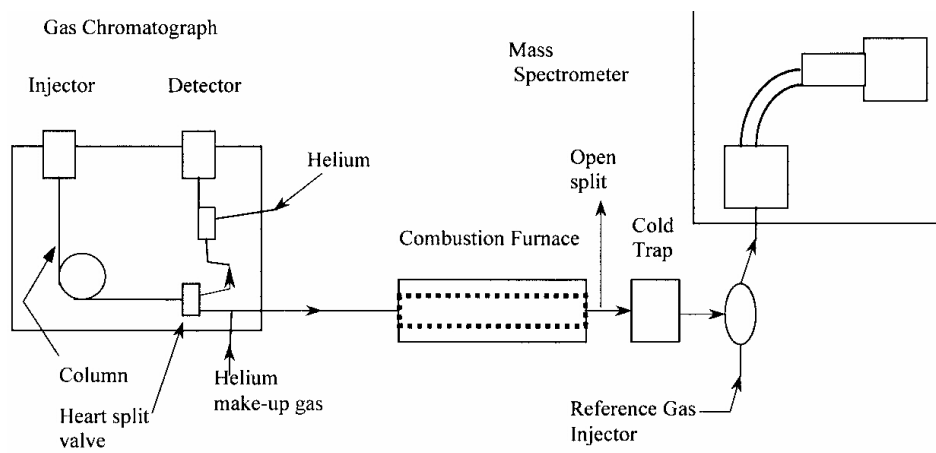 Gas Chromatograph
Mass
Spectrometer
Injector
Detector
Helium
Open
split
Cold
Trap
Combustion Furnace
Column
Helium
make-up gas
Heart split
valve
Reference Gas
Injector